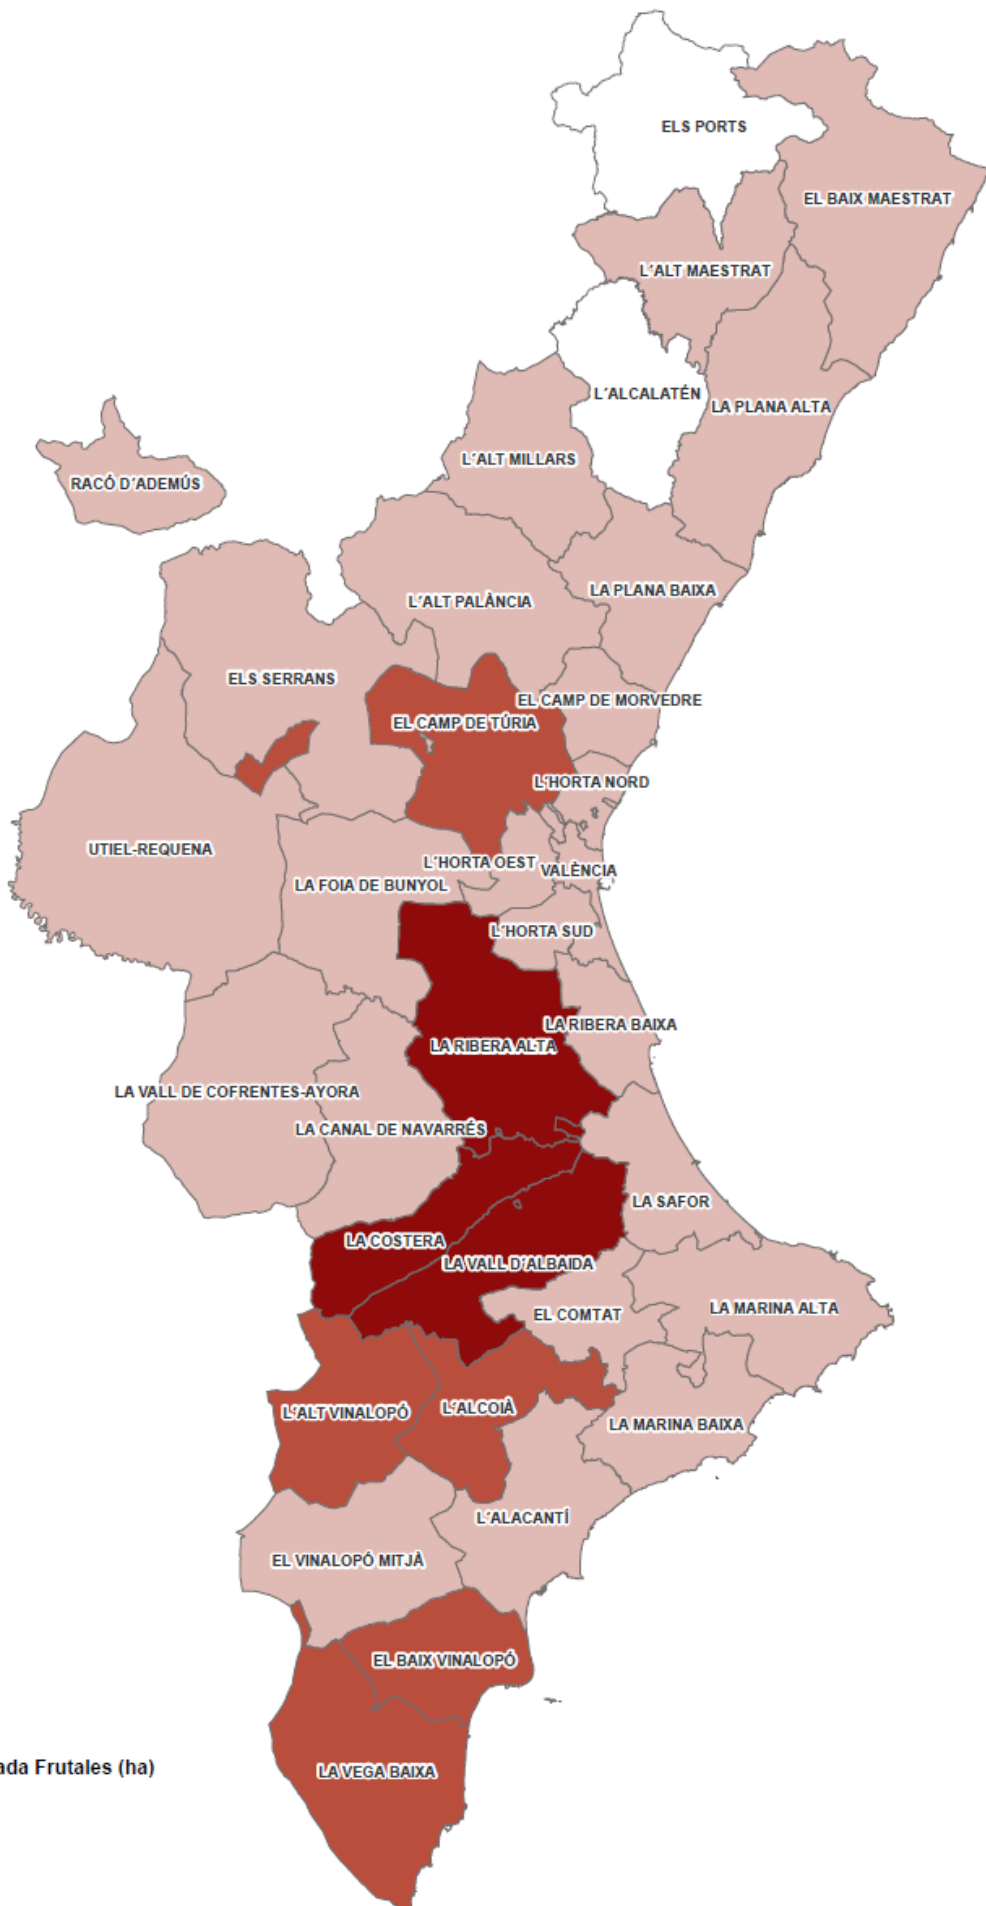 ELS PORTS
EL BAIX MAESTRAT
L´ALT MAESTRAT
L´ALCALATÉN
LA PLANA ALTA
L´ALT MILLARS
RACÓ D´ADEMÚS
LA PLANA BAIXA
L´ALT PALÀNCIA
ELS SERRANS
EL CAMP DE MORVEDRE
EL CAMP DE TÚRIA
L´HORTA NORD
UTIEL-REQUENA
L´HORTA OEST
VALÈNCIA
LA FOIA DE BUNYOL
L´HORTA SUD
LA RIBERA BAIXA
LA RIBERA ALTA
LA VALL DE COFRENTES-AYORA
LA CANAL DE NAVARRÉS
LA SAFOR
LA COSTERA
LA VALL D´ALBAIDA
LA MARINA ALTA
EL COMTAT
L´ALCOIÀ
L´ALT VINALOPÓ
LA MARINA BAIXA
L´ALACANTÍ
EL VINALOPÓ MITJÀ
EL BAIX VINALOPÓ
Frutales (ha)
LA VEGA BAIXA